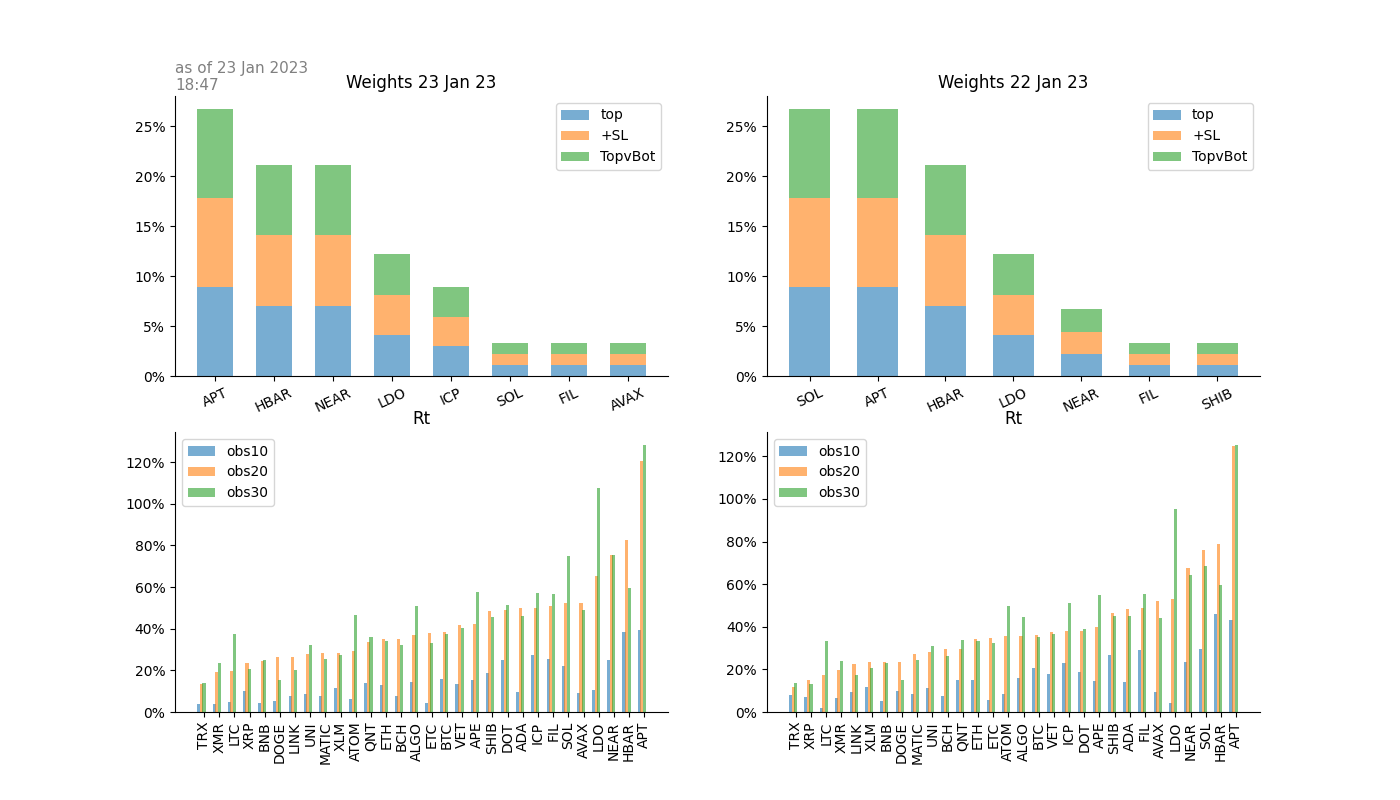 as of 23 Jan 2023
18:47
Weights 23 Jan 23
25%
20%
15%
10%
5%
0%
top
+SL
TopvBot
APT HBAR NEAR LDO ICP SOL FIL AVAX
Weights 22 Jan 23
25%
20%
15%
10%
5%
0%
top
+SL
TopvBot
SOL APT HBAR LDO NEAR FIL SHIB
Rt
120%
100%
80%
60%
40%
20%
0%
obs10
obs20
obs30
TRX XMR LTC XRP BNB DOGE LINK UNI MATIC XLM ATOM QNT ETH BCH ALGO ETC BTC VET APE SHIB DOT ADA ICP FIL SOL AVAX LDO NEAR HBAR APT
Rt
120%
100%
80%
60%
40%
20%
0%
obs10
obs20
obs30
TRX XRP LTC XMR LINK XLM BNB DOGE MATIC UNI BCH QNT ETH ETC ATOM ALGO BTC VET ICP DOT APE SHIB ADA FIL AVAX LDO NEAR SOL HBAR APT